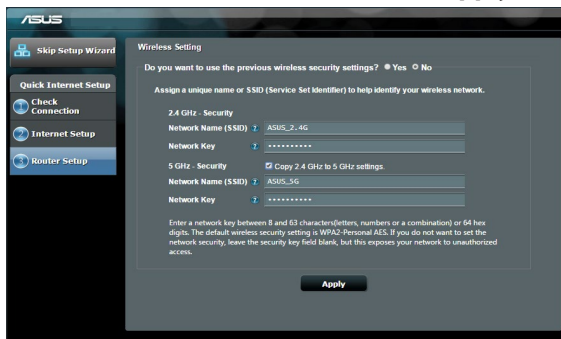 ASUS
Skip Setup Wizard
Quick Internet Setup
1 Check Connection
2 Internet Setup
3 Router Setup
Wireless Setting
Do you want to use the previous wireless security settings? Yes No
Assign a unique name or SSID (Service Set Identifier) to help identify your wireless network.
2.4 GHz - Security
Network Name (SSID) ? ASUS_2.4G
Network Key ? ••••••••••
5 GHz - Security Copy 2.4 GHz to 5 GHz settings.
Network Name (SSID) ? ASUS_5G
Network Key ? ••••••••••
Enter a network key between 8 and 63 characters(letters, numbers or a combination) or 64 hex
digits. The default wireless security setting is WPA2-Personal AES. If you do not want to set the
network security, leave the security key field blank, but this exposes your network to unauthorized
access.
Apply